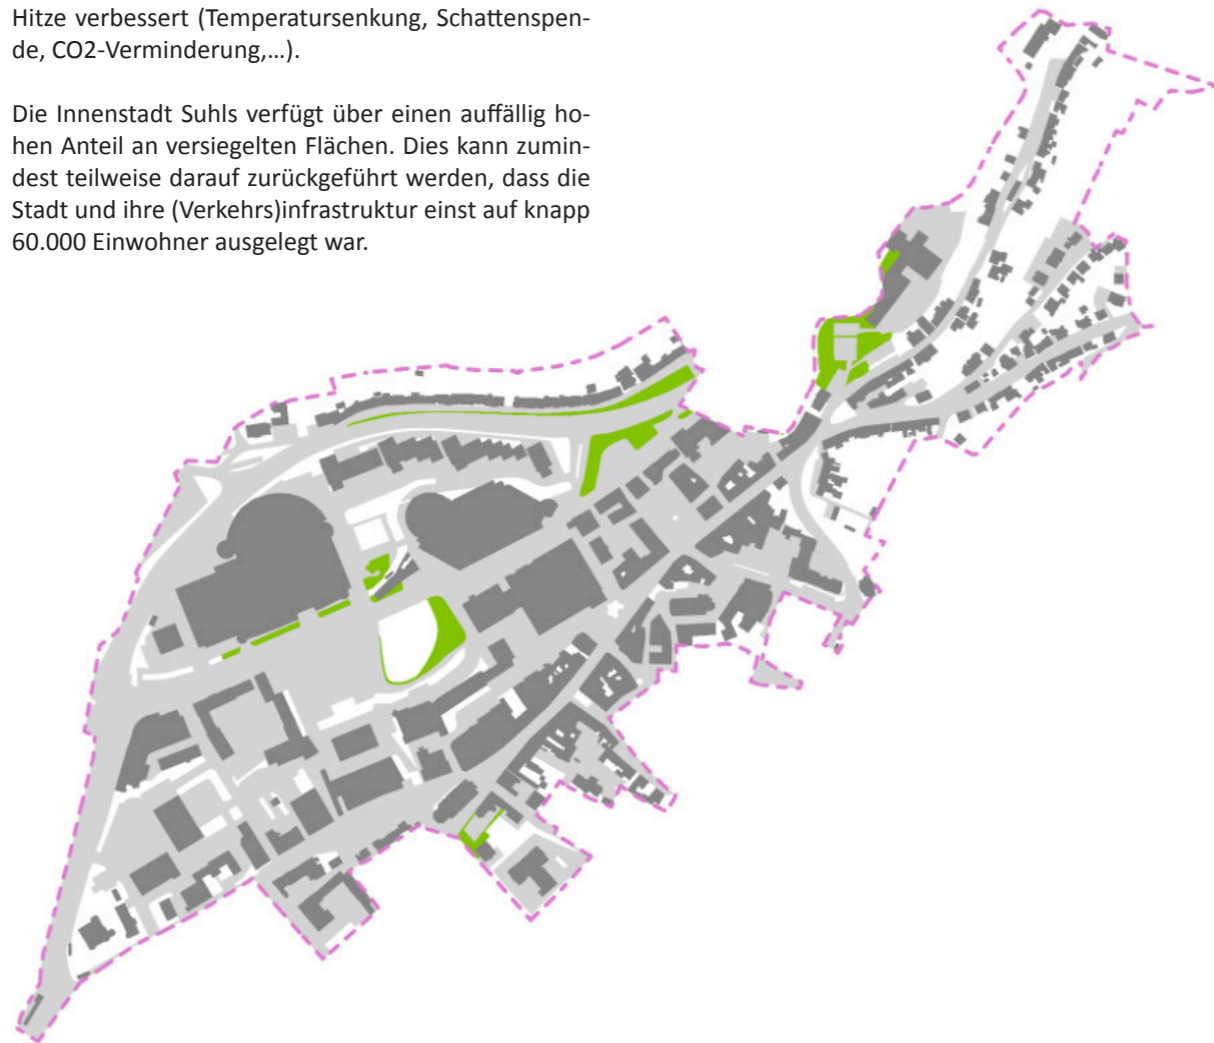 Hitze verbessert (Temperatursenkung, Schattenspen-
de, CO2-Verminderung,...).
Die Innenstadt Suhls verfügt über einen auffällig ho-
hen Anteil an versiegelten Flächen. Dies kann zumin-
dest teilweise darauf zurückgeführt werden, dass die
Stadt und ihre (Verkehrs)infrastruktur einst auf knapp
60.000 Einwohner ausgelegt war.